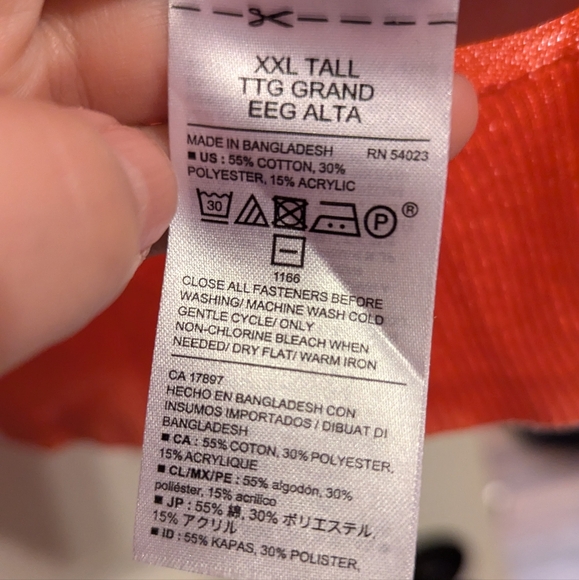 XXL TALL
TTG GRAND
EEG ALTA
MADE IN BANGLADESH RN 54023
■ US : 55% COTTON, 30%
POLYESTER, 15% ACRYLIC
30 P ®
1166
CLOSE ALL FASTENERS BEFORE
WASHING/ MACHINE WASH COLD
GENTLE CYCLE/ ONLY
NON-CHLORINE BLEACH WHEN
NEEDED/ DRY FLAT/ WARM IRON
CA 17897
HECHO EN BANGLADESH CON
INSUMOS IMPORTADOS / DIBUAT DI
BANGLADESH
■ CA : 55% COTON, 30% POLYESTER,
15% ACRYLIQUE
■ CL/MX/PE : 55% algodón, 30%
poliéster, 15% acrílico
■ JP : 55% 綿, 30% ポリエステル,
15% アクリル
■ ID : 55% KAPAS, 30% POLISTER,